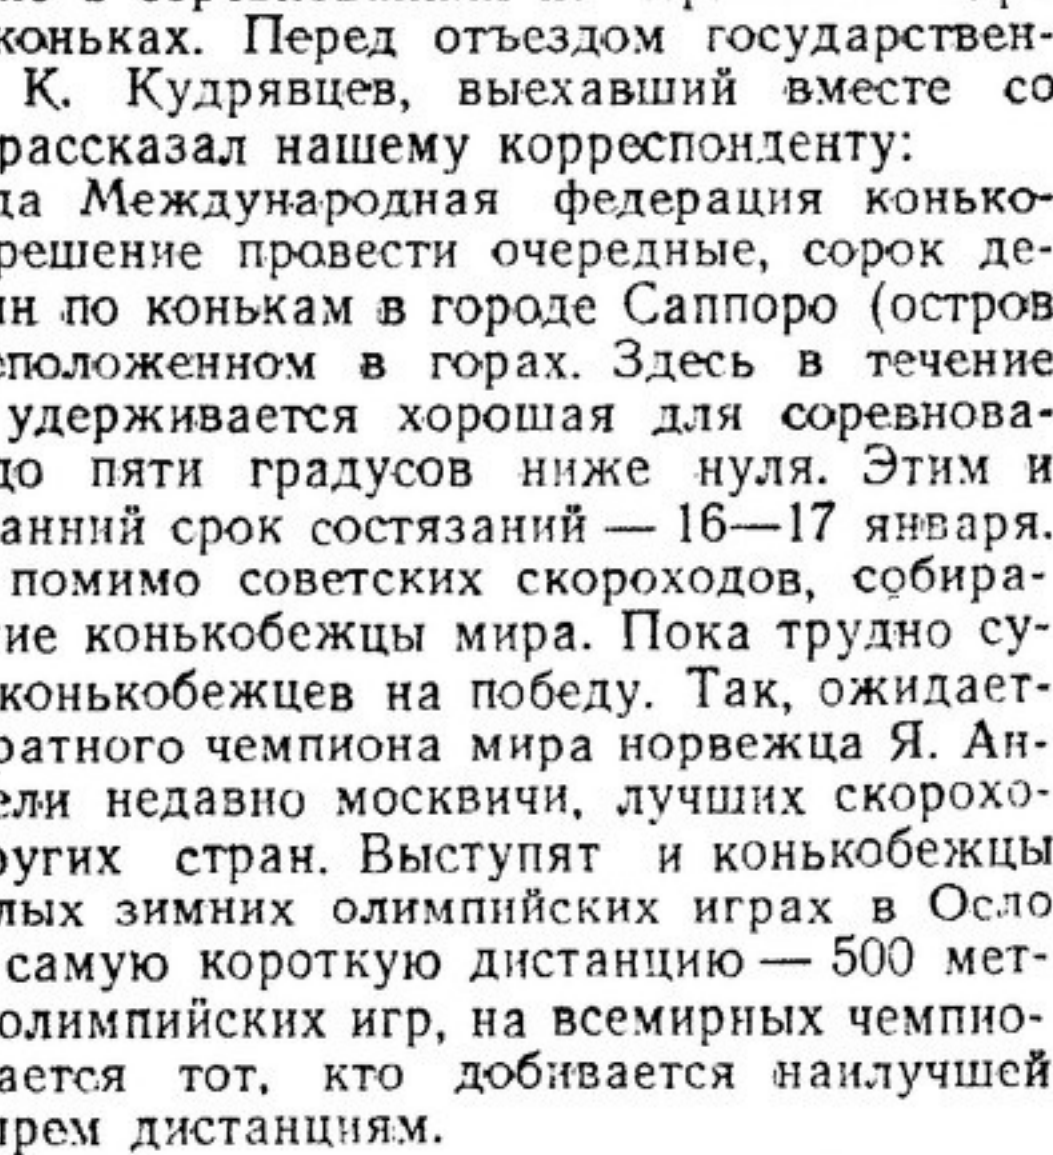 коньках. Перед отъездом государствен-
К. Кудрявцев, выехавший вместе со
рассказал нашему корреспонденту:
да Международная федерация конько-
решение провести очередные, сорок де-
ин по конькам в городе Саппоро (остров
сположенном в горах. Здесь в течение
удерживается хорошая для соревнова-
до пяти градусов ниже нуля. Этим и
анний срок состязаний — 16—17 января.
помимо советских скороходов, собира-
ие конькобежцы мира. Пока трудно су-
конькобежцев на победу. Так, ожидает-
ратного чемпиона мира норвежца Я. Ан-
ели недавно москвичи, лучших скорохо-
ругих стран. Выступят и конькобежцы
лых зимних олимпийских играх в Осло
самую короткую дистанцию — 500 мет-
олимпийских игр, на всемирных чемпио-
ается тот, кто добивается наилучшей
ырем дистанциям.